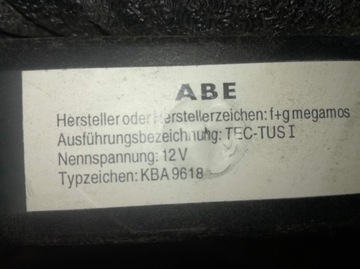 ABE
Hersteller oder Herstellerzeichen: f+g megamos
Ausführungsbezeichnung: TEC-TUS I
Nennspannung: 12 V
Typzeichen: KBA 9618